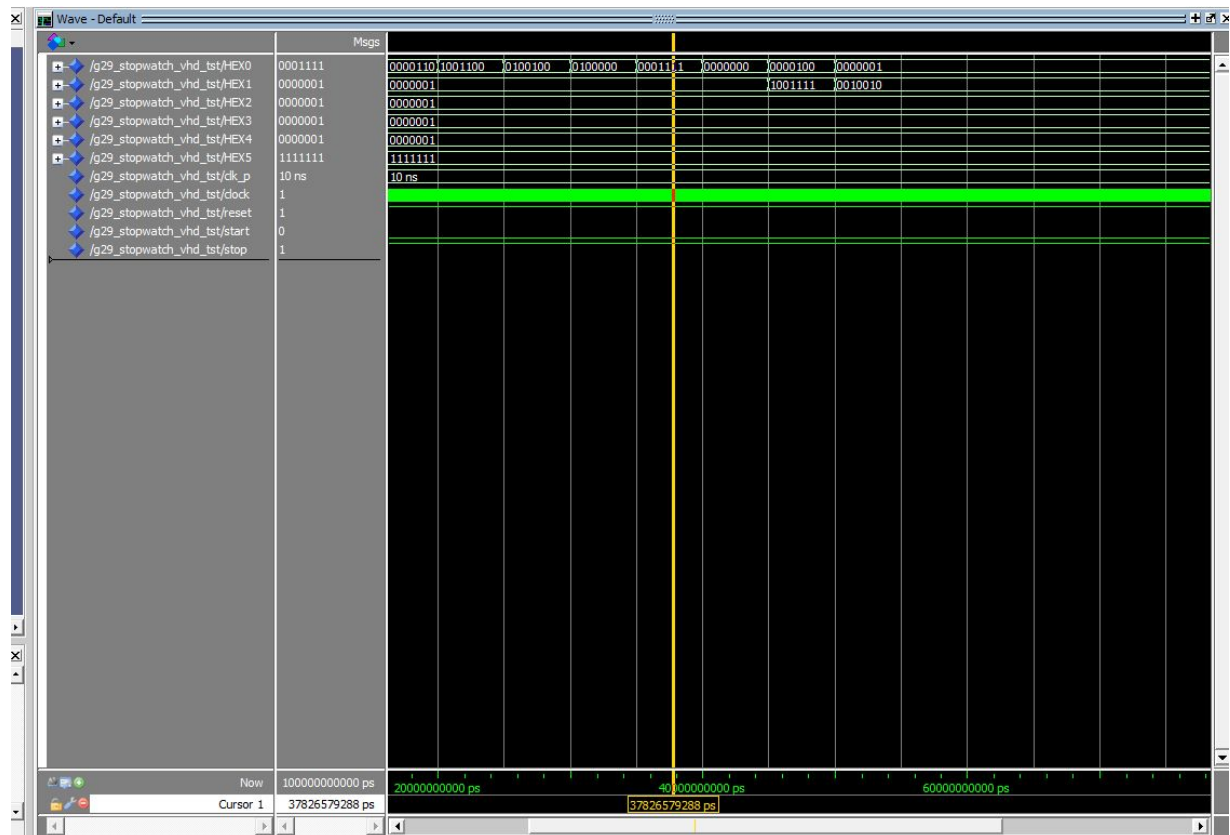 Wave - Default
Msgs
/g29_stopwatch_vhd_tst/HEX0 0001111 0000110 1001100 0100100 0100000 0001111 0000000 0000100 0000001
/g29_stopwatch_vhd_tst/HEX1 0000001 0000001 1001111 0010010
/g29_stopwatch_vhd_tst/HEX2 0000001 0000001
/g29_stopwatch_vhd_tst/HEX3 0000001 0000001
/g29_stopwatch_vhd_tst/HEX4 0000001 0000001
/g29_stopwatch_vhd_tst/HEX5 1111111 1111111
/g29_stopwatch_vhd_tst/clk_p 10 ns 10 ns
/g29_stopwatch_vhd_tst/clock 1
/g29_stopwatch_vhd_tst/reset 1
/g29_stopwatch_vhd_tst/start 0
/g29_stopwatch_vhd_tst/stop 1
Now 100000000000 ps 20000000000 ps 40000000000 ps 60000000000 ps
Cursor 1 37826579288 ps 37826579288 ps